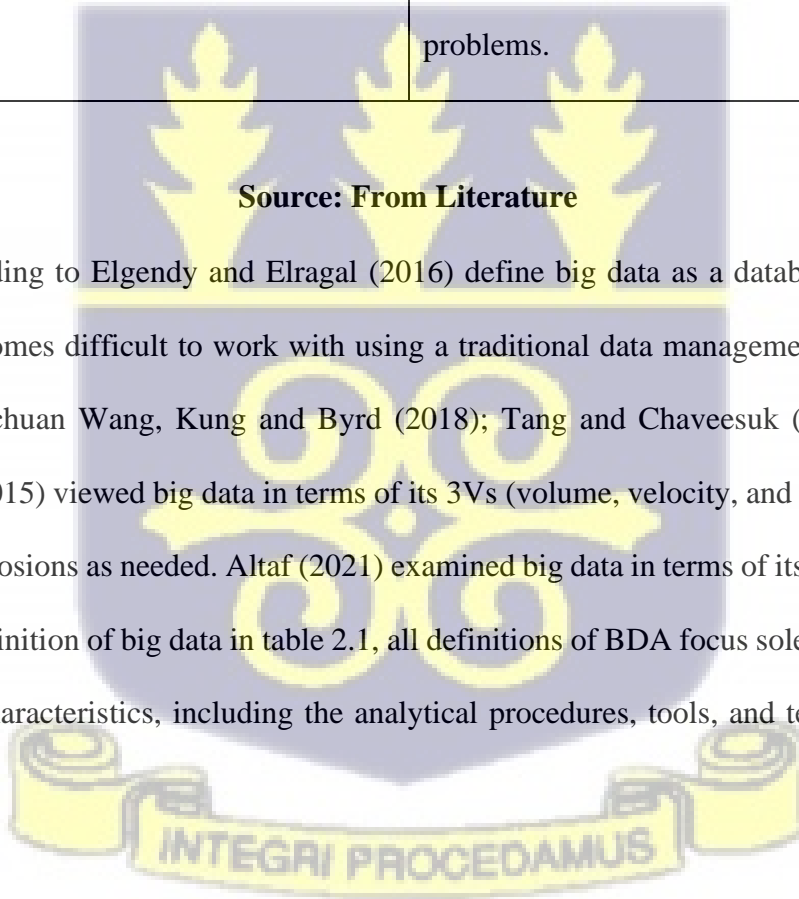 problems.
Source: From Literature
ding to Elgendy and Elragal (2016) define big data as a datab
omes difficult to work with using a traditional data manageme
chuan Wang, Kung and Byrd (2018); Tang and Chaveesuk (
015) viewed big data in terms of its 3Vs (volume, velocity, and
osions as needed. Altaf (2021) examined big data in terms of its
finition of big data in table 2.1, all definitions of BDA focus sole
haracteristics, including the analytical procedures, tools, and te
INTEGRI PROCEDAMUS